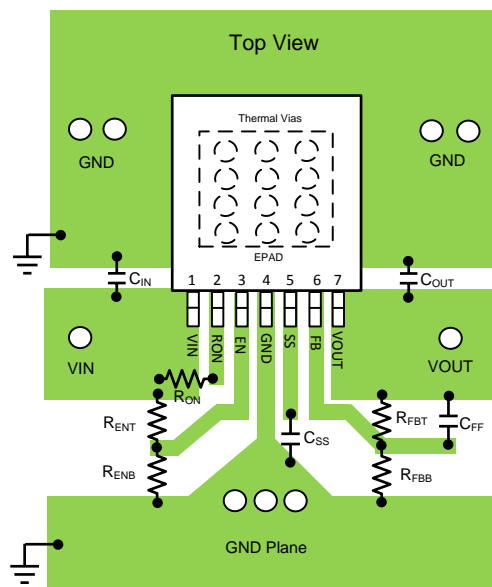 Top View
Thermal Vias
GND
GND
EPAD
1 2 3 4 5 6 7
CIN
COUT
VIN
RON
EN
GND
SS
FB
VOUT
VIN
VOUT
RON
RENT
RFBT
CFF
CSS
RENB
RFBB
GND Plane